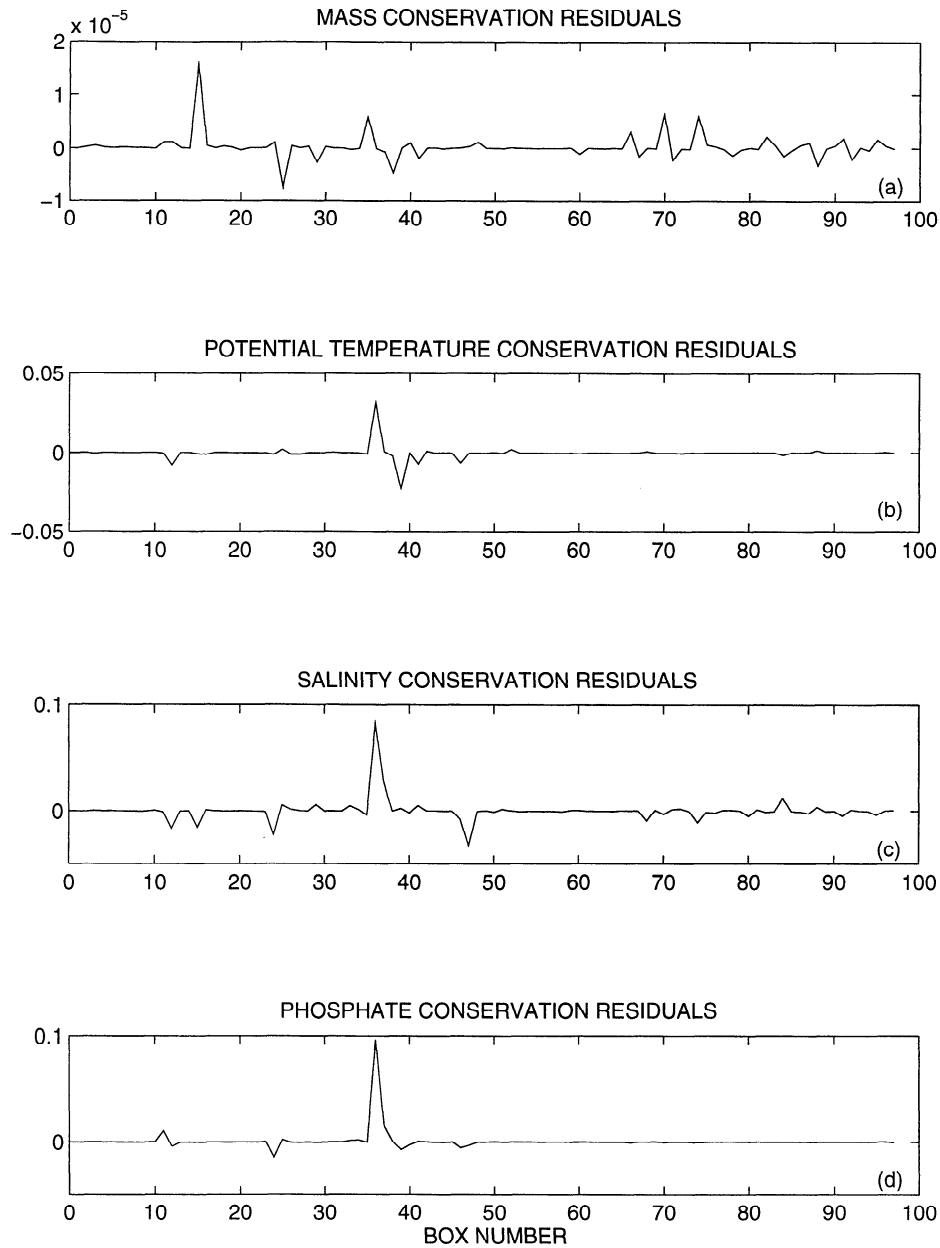 MASS CONSERVATION RESIDUALS
x 10⁻⁵
2
1
0
−1
0 10 20 30 40 50 60 70 80 90 100
(a)
POTENTIAL TEMPERATURE CONSERVATION RESIDUALS
0.05
0
−0.05
0 10 20 30 40 50 60 70 80 90 100
(b)
SALINITY CONSERVATION RESIDUALS
0.1
0
0 10 20 30 40 50 60 70 80 90 100
(c)
PHOSPHATE CONSERVATION RESIDUALS
0.1
0
0 10 20 30 40 50 60 70 80 90 100
(d)
BOX NUMBER